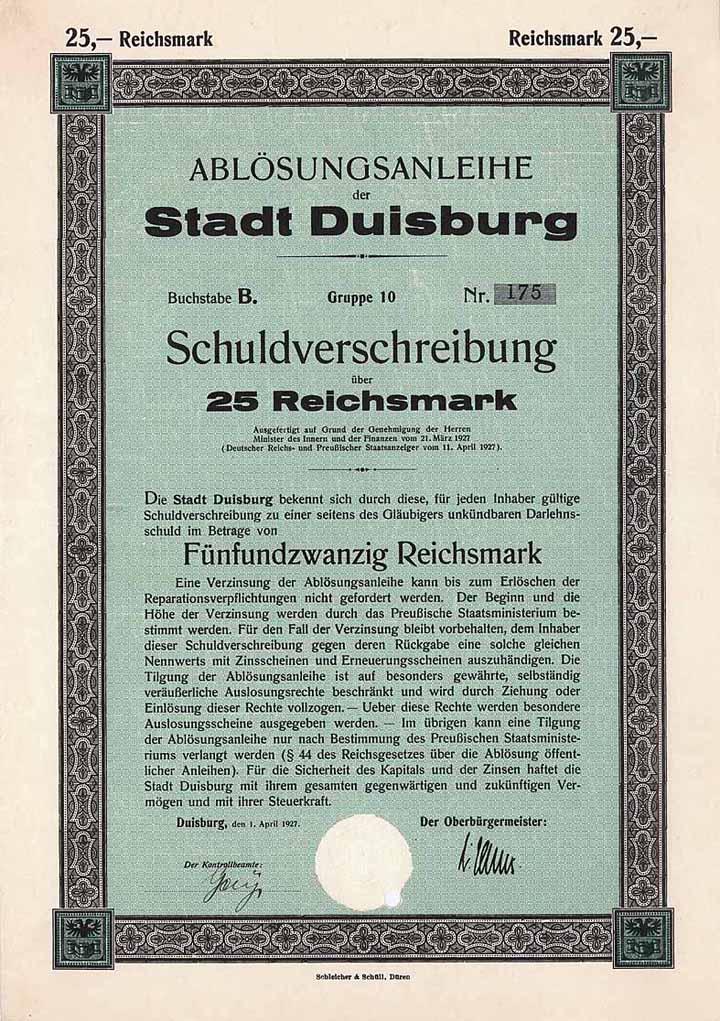 25,— Reichsmark
Reichsmark 25,—
ABLÖSUNGSANLEIHE
der
Stadt Duisburg
Buchstabe B. Gruppe 10 Nr. 175
Schuldverschreibung
über
25 Reichsmark
Ausgefertigt auf Grund der Genehmigung der Herren
Minister des Innern und der Finanzen vom 21. März 1927
(Deutscher Reichs- und Preußischer Staatsanzeiger vom 11. April 1927).
Die Stadt Duisburg bekennt sich durch diese, für jeden Inhaber gültige
Schuldverschreibung zu einer seitens des Gläubigers unkündbaren Darlehns-
schuld im Betrage von
Fünfundzwanzig Reichsmark
Eine Verzinsung der Ablösungsanleihe kann bis zum Erlöschen der
Reparationsverpflichtungen nicht gefordert werden. Der Beginn und die
Höhe der Verzinsung werden durch das Preußische Staatsministerium be-
stimmt werden. Für den Fall der Verzinsung bleibt vorbehalten, dem Inhaber
dieser Schuldverschreibung gegen deren Rückgabe eine solche gleichen
Nennwerts mit Zinsscheinen und Erneuerungsscheinen auszuhändigen. Die
Tilgung der Ablösungsanleihe ist auf besonders gewährte, selbständig
veräußerliche Auslosungsrechte beschränkt und wird durch Ziehung oder
Einlösung dieser Rechte vollzogen. — Ueber diese Rechte werden besondere
Auslosungsscheine ausgegeben werden. — Im übrigen kann eine Tilgung
der Ablösungsanleihe nur nach Bestimmung des Preußischen Staatsministe-
riums verlangt werden (§ 44 des Reichsgesetzes über die Ablösung öffent-
licher Anleihen). Für die Sicherheit des Kapitals und der Zinsen haftet die
Stadt Duisburg mit ihrem gesamten gegenwärtigen und zukünftigen Ver-
mögen und mit ihrer Steuerkraft.
Duisburg, den 1. April 1927.
Der Oberbürgermeister:
Der Kontrollbeamte:
Schleicher & Schüll, Düren